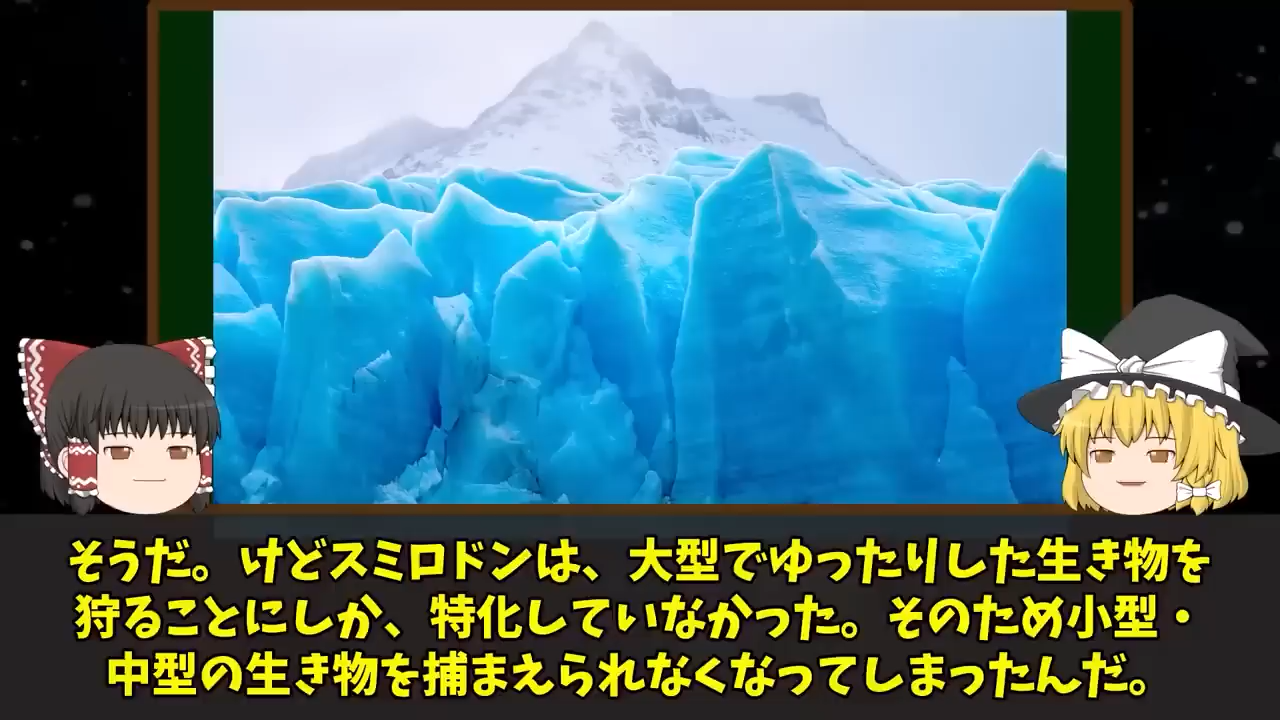 そうだ。けどスミロドンは、大型でゆったりした生き物を
狩ることにしか、特化していなかった。そのため小型・
中型の生き物を捕まえられなくなってしまったんだ。